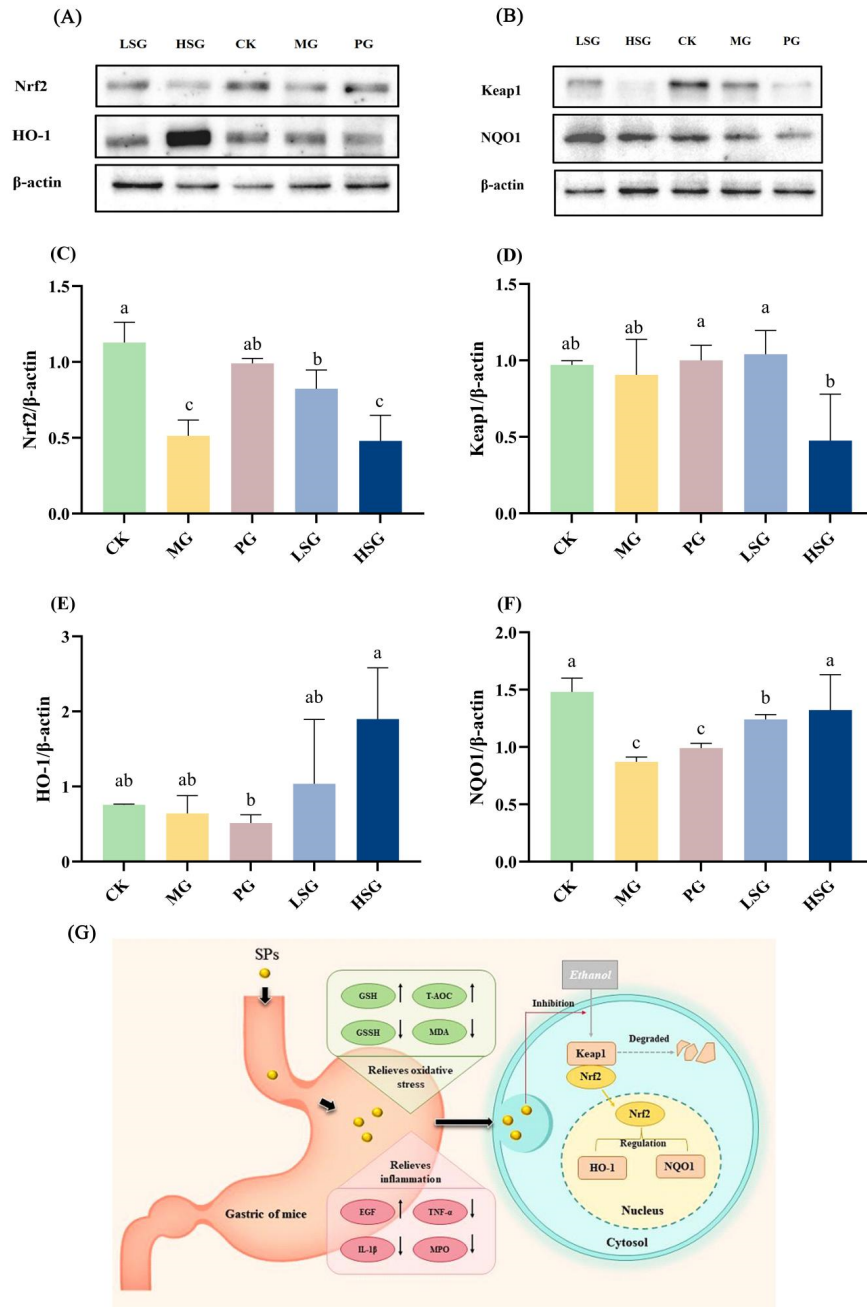 (A)
LSG HSG CK MG PG
Nrf2
HO-1
β-actin
(B)
LSG HSG CK MG PG
Keap1
NQO1
β-actin
(C)
Nrf2/β-actin
1.5
1.0
0.5
0.0
a
c
ab
b
c
CK
MG
PG
LSG
HSG
(D)
Keap1/β-actin
1.5
1.0
0.5
0.0
ab
ab
a
a
b
CK
MG
PG
LSG
HSG
(E)
HO-1/β-actin
3
2
1
0
ab
ab
b
ab
a
CK
MG
PG
LSG
HSG
(F)
NQO1/β-actin
2.0
1.5
1.0
0.5
0.0
a
c
c
b
a
CK
MG
PG
LSG
HSG
(G)
SPs
GSH
T-AOC
GSSH
MDA
Relieves oxidative
stress
Relieves
inflammation
EGF
TNF-α
IL-1β
MPO
Gastric of mice
Ethanol
Inhibition
Keap1
Degraded
Nrf2
Nrf2
Regulation
HO-1
NQO1
Nucleus
Cytosol